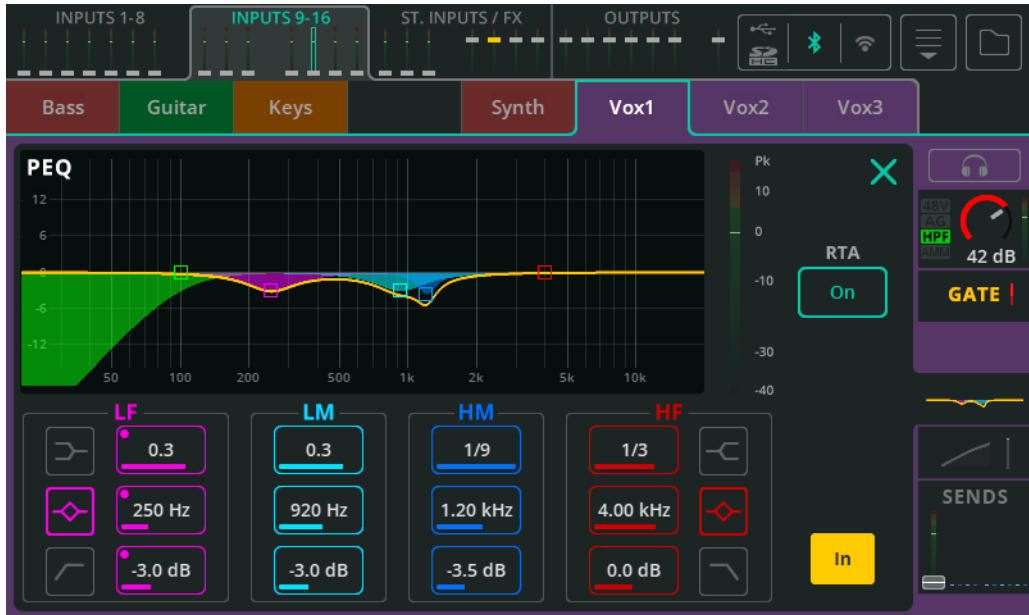 INPUTS 1-8 INPUTS 9-16 ST. INPUTS / FX OUTPUTS
Bass Guitar Keys Synth Vox1 Vox2 Vox3
PEQ
12
6
0
-6
-12
50 100 200 500 1k 2k 5k 10k
Pk
10
0
-10
-30
-40
RTA
On
48V
AG
HPF
AMM
42 dB
GATE
LF LM HM HF
0.3 0.3 1/9 1/3
250 Hz 920 Hz 1.20 kHz 4.00 kHz
-3.0 dB -3.0 dB -3.5 dB 0.0 dB
In
SENDS